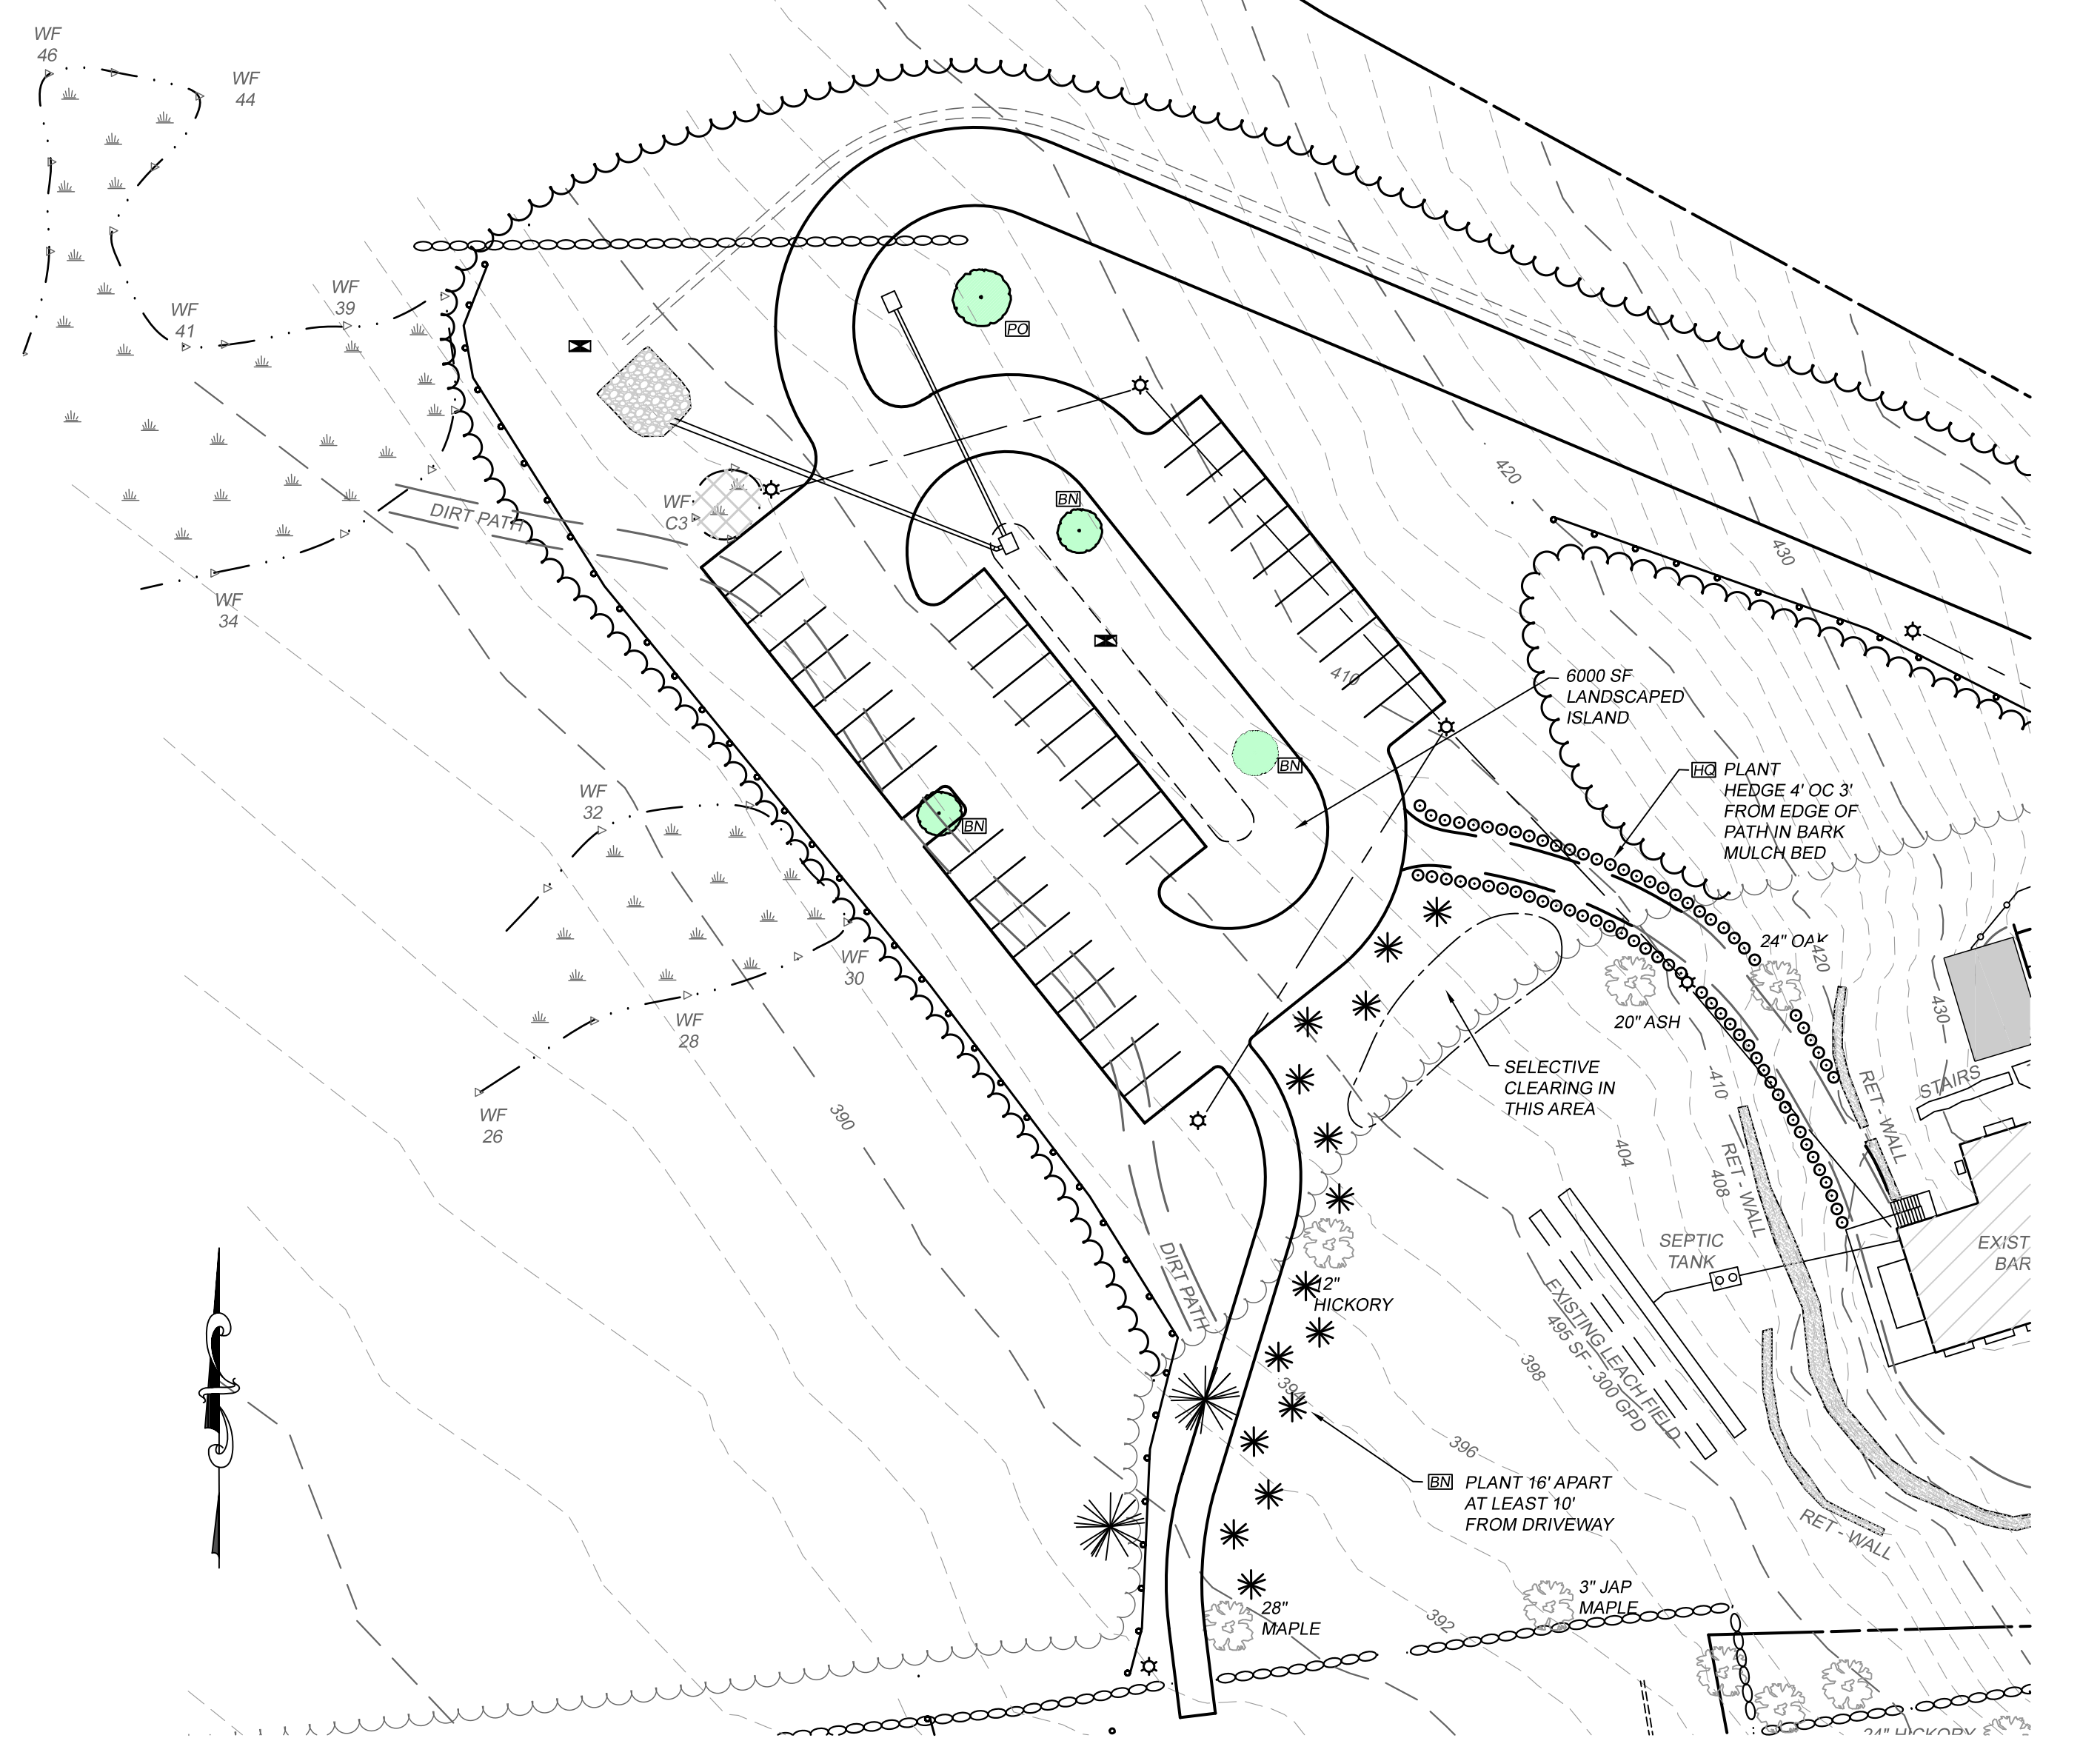 WF
46
WF
44
WF
39
WF
41
PO
420
BN
WF
C3
DIRT PATH
430
WF
34
410
6000 SF
LANDSCAPED
ISLAND
BN
HQ PLANT
HEDGE 4' OC 3'
FROM EDGE OF
PATH IN BARK
MULCH BED
WF
32
BN
24" OAK
420
WF
30
430
20" ASH
WF
28
SELECTIVE
CLEARING IN
THIS AREA
410
RET - WALL
STAIRS
390
WF
26
404
RET - WALL
408
SEPTIC
TANK
EXIST
BAR
DIRT PATH
12"
HICKORY
EXISTING LEACH FIELD
495 SF - 300 GPD
398
394
396
BN PLANT 16' APART
AT LEAST 10'
FROM DRIVEWAY
RET - WALL
3" JAP
MAPLE
28"
MAPLE
392
24" HICKORY